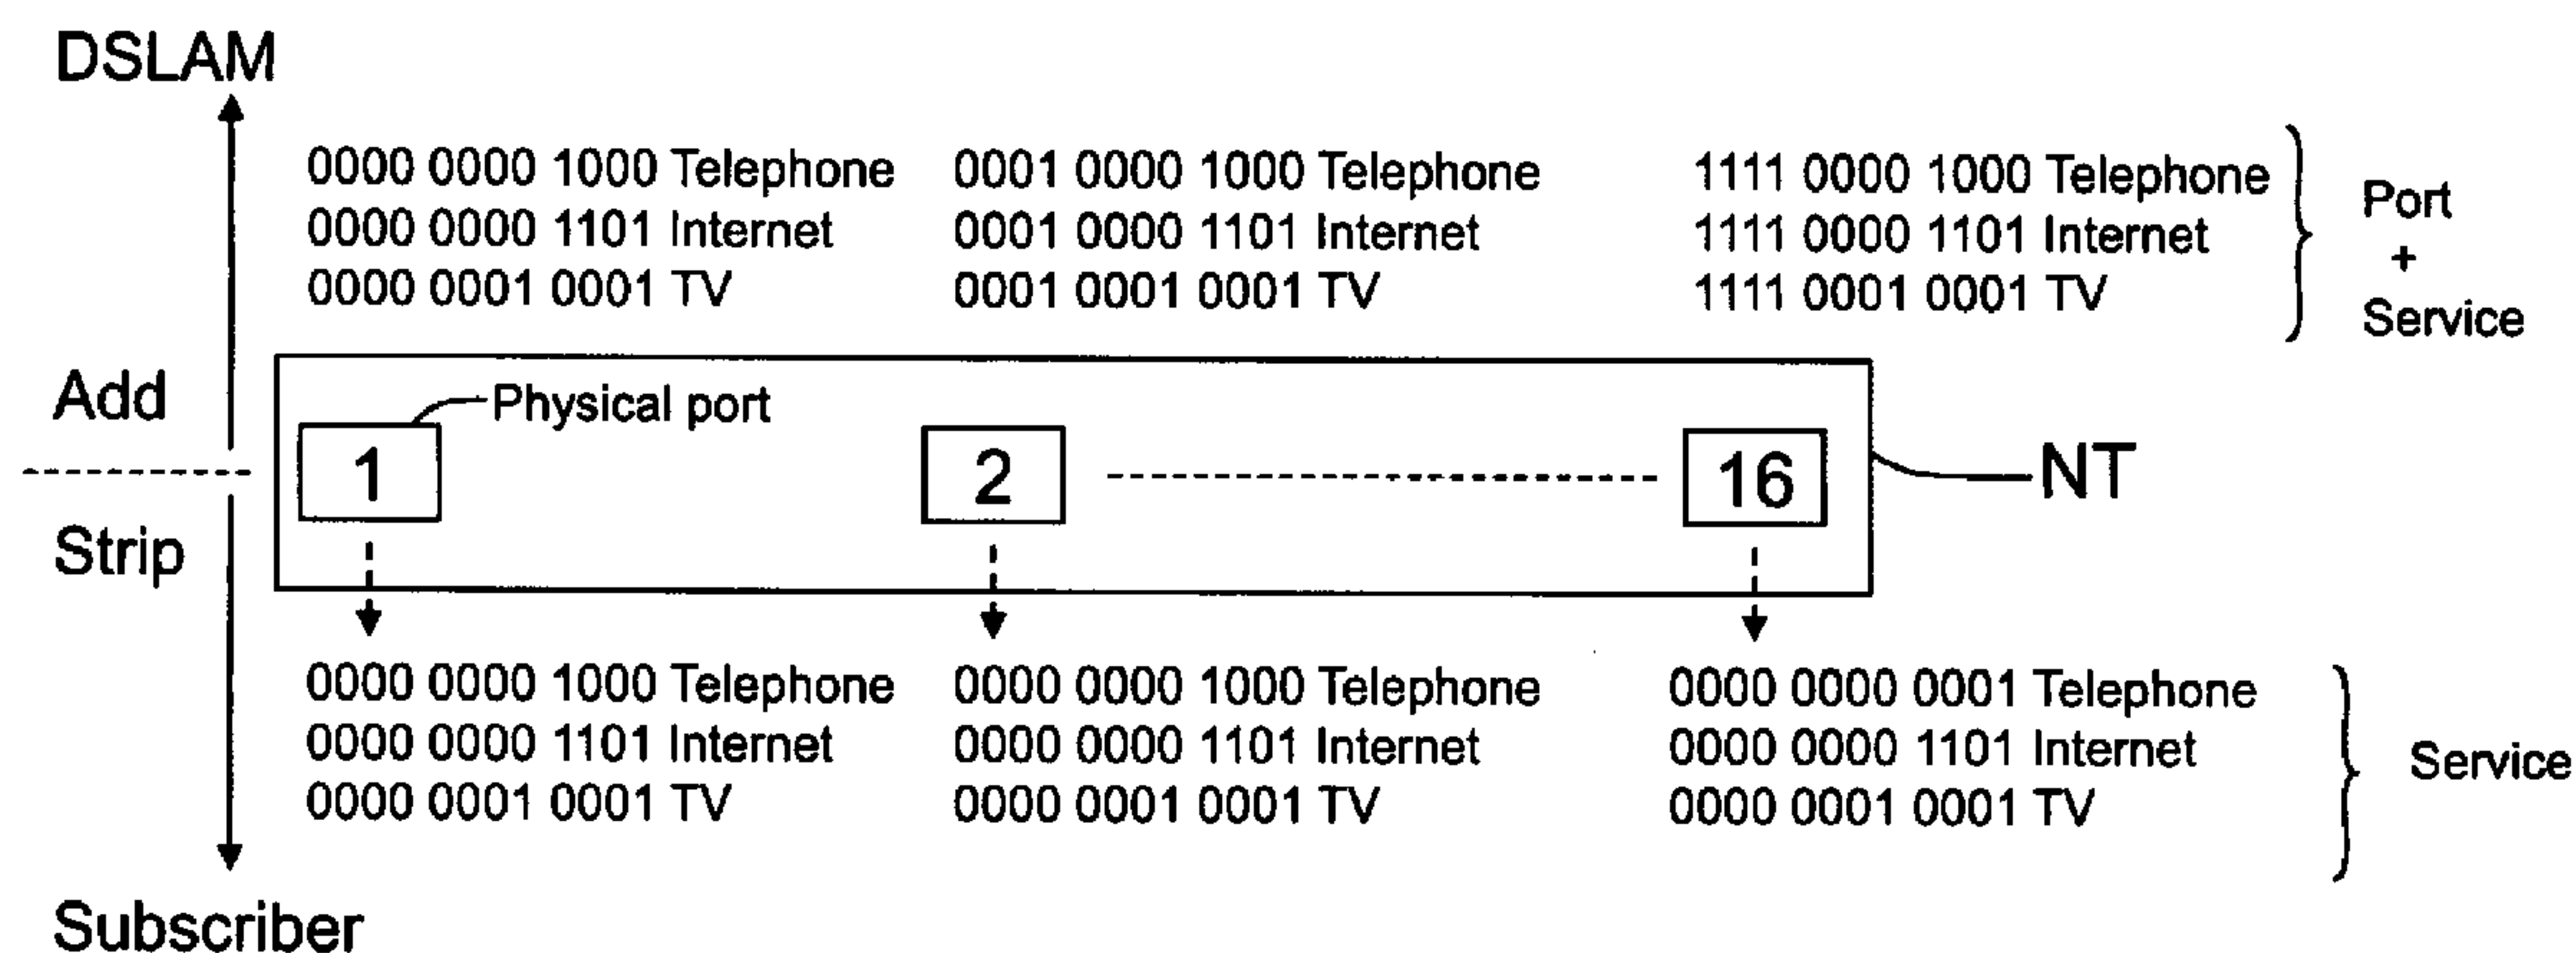 DSLAM
0000 0000 1000 Telephone
0000 0000 1101 Internet
0000 0001 0001 TV
0001 0000 1000 Telephone
0001 0000 1101 Internet
0001 0001 0001 TV
1111 0000 1000 Telephone
1111 0000 1101 Internet
1111 0001 0001 TV
Port
+
Service
Add
Physical port
1
2
16
NT
Strip
0000 0000 1000 Telephone
0000 0000 1101 Internet
0000 0001 0001 TV
0000 0000 1000 Telephone
0000 0000 1101 Internet
0000 0001 0001 TV
0000 0000 0001 Telephone
0000 0000 1101 Internet
0000 0001 0001 TV
Service
Subscriber